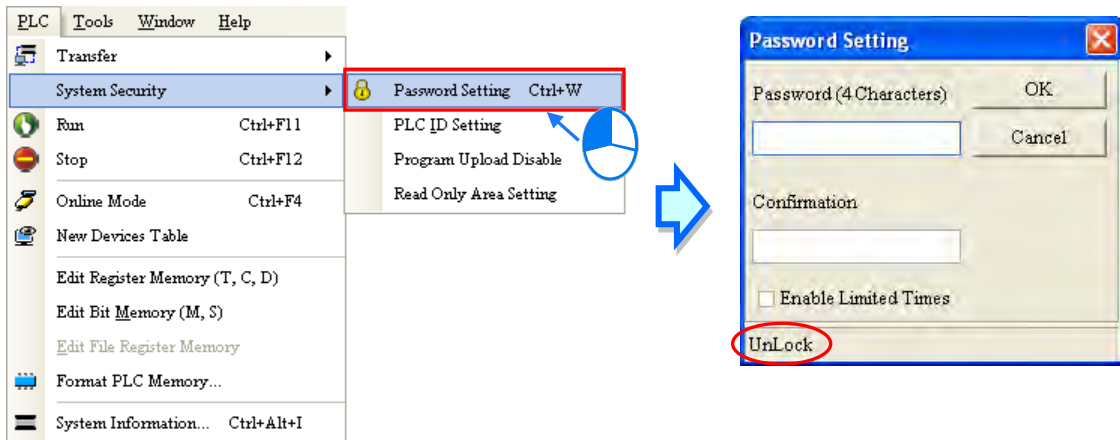 PLC Tools Window Help
Transfer
System Security
Run Ctrl+F11
Stop Ctrl+F12
Online Mode Ctrl+F4
New Devices Table
Edit Register Memory (T, C, D)
Edit Bit Memory (M, S)
Edit File Register Memory
Format PLC Memory...
System Information... Ctrl+Alt+I
Password Setting Ctrl+W
PLC ID Setting
Program Upload Disable
Read Only Area Setting
Password Setting
Password (4 Characters)
OK
Cancel
Confirmation
Enable Limited Times
UnLock